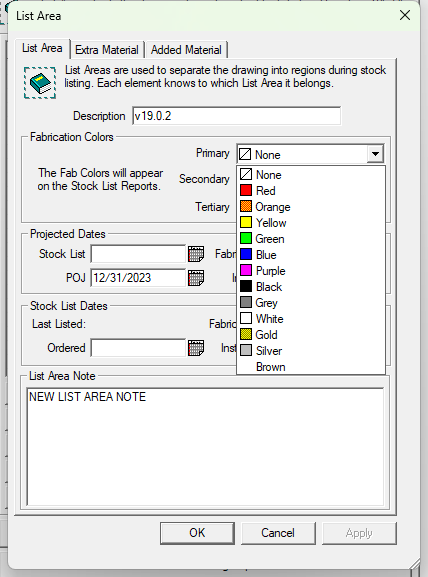 List Area
List Area
Extra Material
Added Material
List Areas are used to separate the drawing into regions during stock
listing. Each element knows to which List Area it belongs.
Description
v19.0.2
Fabrication Colors
Primary
None
The Fab Colors will appear
on the Stock List Reports.
Secondary
Tertiary
None
Red
Orange
Yellow
Green
Blue
Purple
Black
Grey
White
Gold
Silver
Brown
Projected Dates
Stock List
Fabr
POJ
12/31/2023
In
Stock List Dates
Last Listed:
Fabric
Ordered
Inst
List Area Note
NEW LIST AREA NOTE
OK
Cancel
Apply